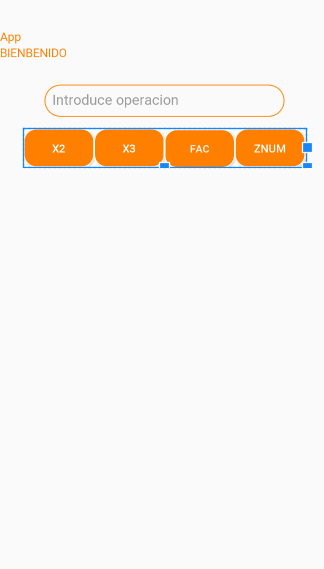 App
BIENBENIDO
Introduce operacion
X2 X3 FAC ZNUM